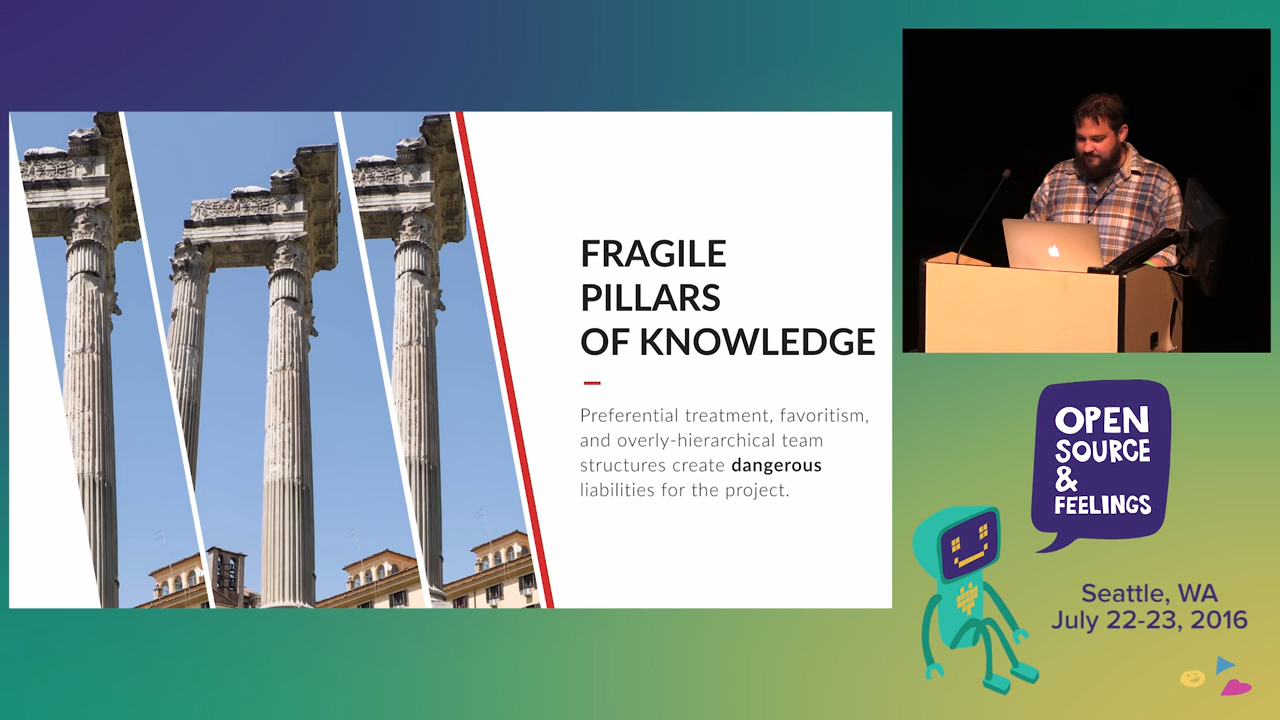 FRAGILE
PILLARS
OF KNOWLEDGE
Preferential treatment, favoritism,
and overly-hierarchical team
structures create dangerous
liabilities for the project.
OPEN
SOURCE
&
FEELINGS
Seattle, WA
July 22-23, 2016